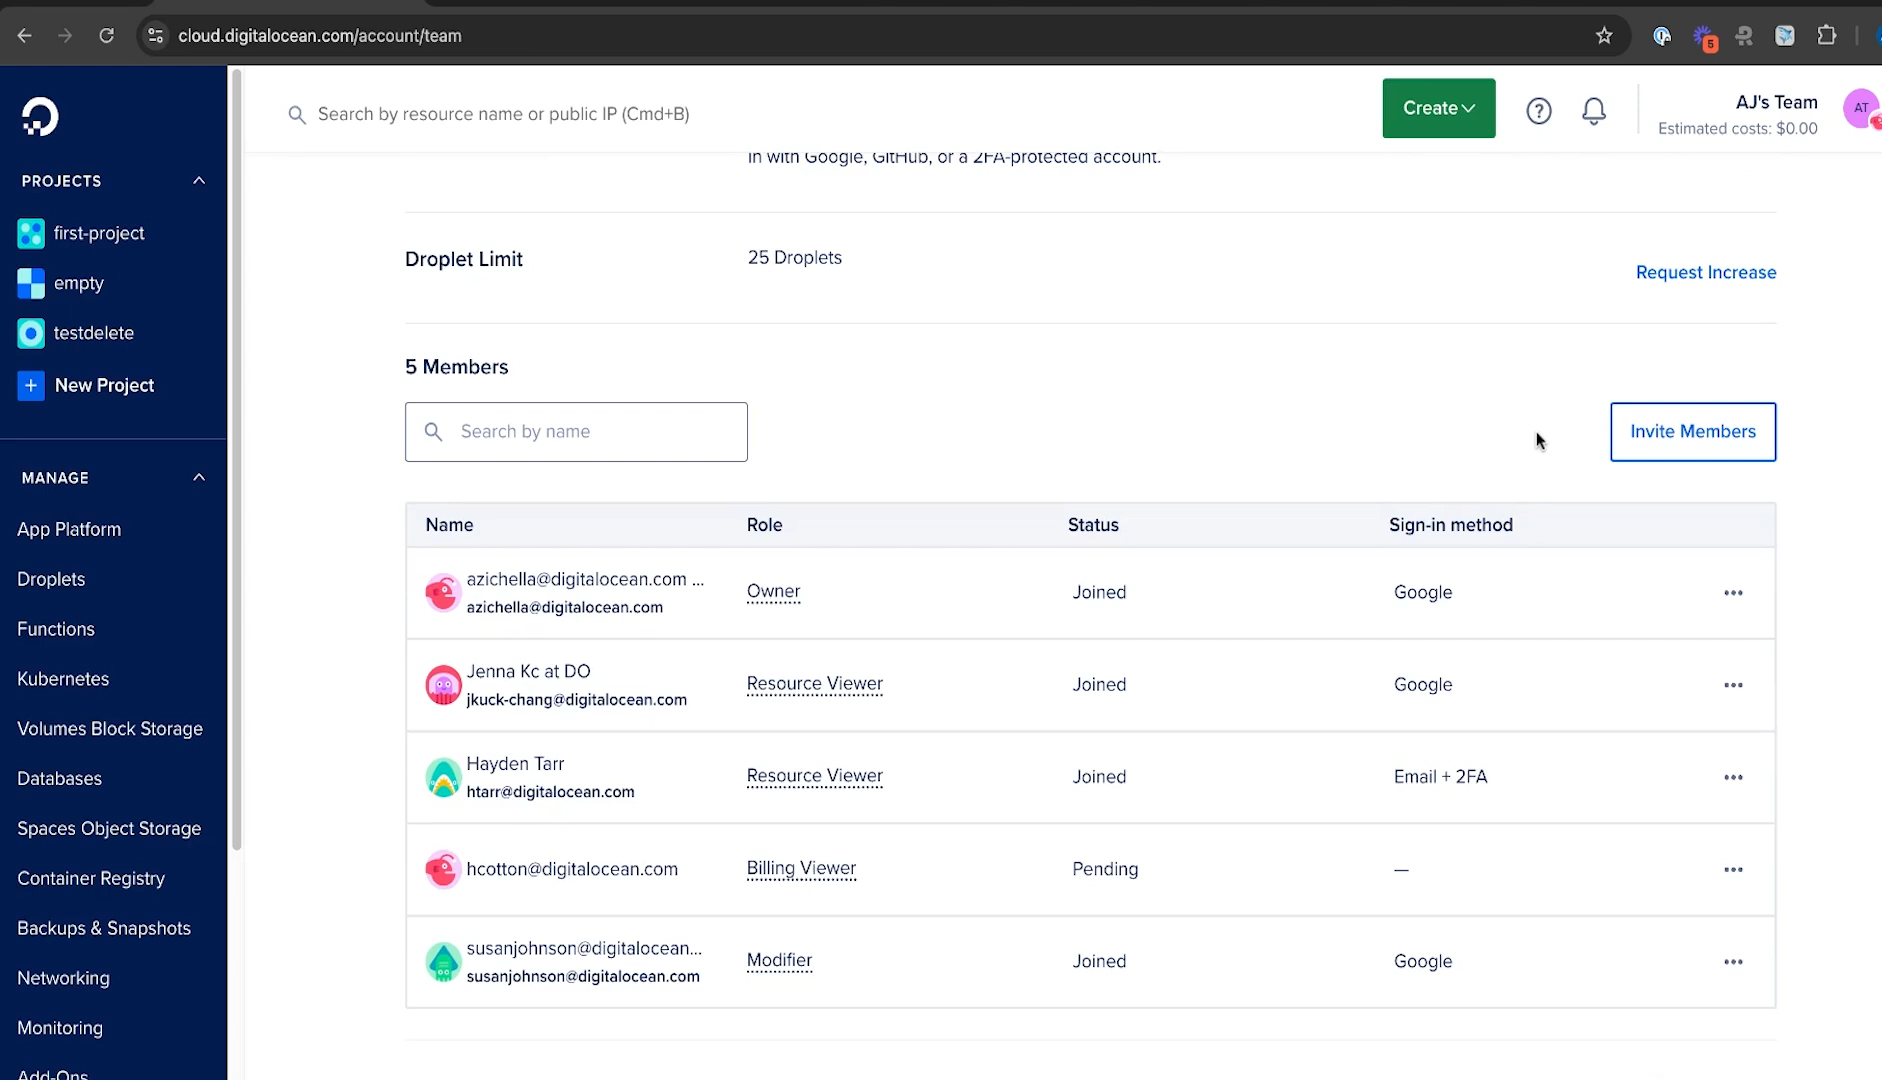 cloud.digitalocean.com/account/team
5
Search by resource name or public IP (Cmd+B)
Create
?
AJ's Team
Estimated costs: $0.00
AT
PROJECTS
first-project
empty
testdelete
+ New Project
MANAGE
App Platform
Droplets
Functions
Kubernetes
Volumes Block Storage
Databases
Spaces Object Storage
Container Registry
Backups & Snapshots
Networking
Monitoring
Add-Ons
in with Google, GitHub, or a 2FA-protected account.
Droplet Limit
25 Droplets
Request Increase
5 Members
Search by name
Invite Members
Name Role Status Sign-in method
azichella@digitalocean.com ...
azichella@digitalocean.com
Owner Joined Google
Jenna Kc at DO
jkuck-chang@digitalocean.com
Resource Viewer Joined Google
Hayden Tarr
htarr@digitalocean.com
Resource Viewer Joined Email + 2FA
hcotton@digitalocean.com Billing Viewer Pending —
susanjohnson@digitalocean...
susanjohnson@digitalocean.com
Modifier Joined Google